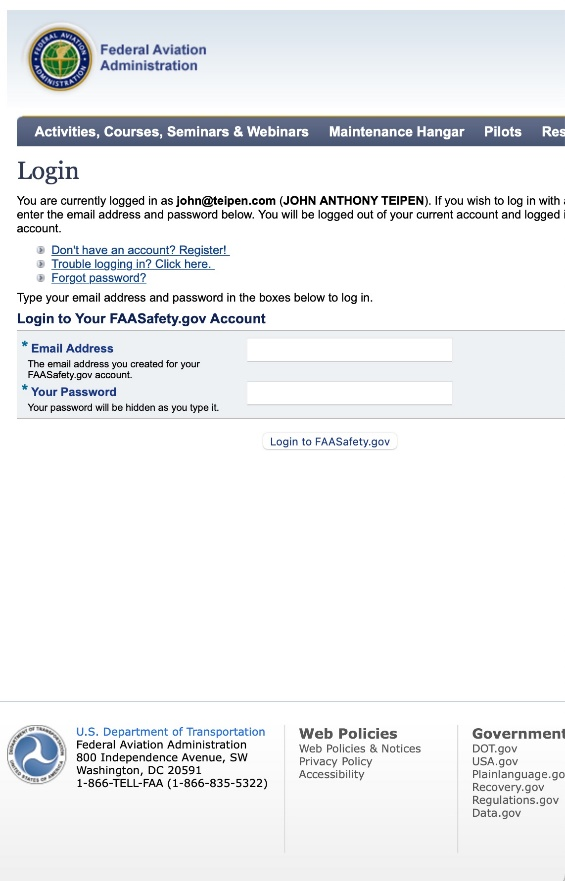 Federal Aviation
Administration
Activities, Courses, Seminars & Webinars Maintenance Hangar Pilots Res
Login
You are currently logged in as john@teipen.com (JOHN ANTHONY TEIPEN). If you wish to log in with a
enter the email address and password below. You will be logged out of your current account and logged i
account.
Don't have an account? Register!
Trouble logging in? Click here.
Forgot password?
Type your email address and password in the boxes below to log in.
Login to Your FAASafety.gov Account
* Email Address
The email address you created for your
FAASafety.gov account.
* Your Password
Your password will be hidden as you type it.
Login to FAASafety.gov
U.S. Department of Transportation
Federal Aviation Administration
800 Independence Avenue, SW
Washington, DC 20591
1-866-TELL-FAA (1-866-835-5322)
Web Policies
Web Policies & Notices
Privacy Policy
Accessibility
Government
DOT.gov
USA.gov
Plainlanguage.go
Recovery.gov
Regulations.gov
Data.gov